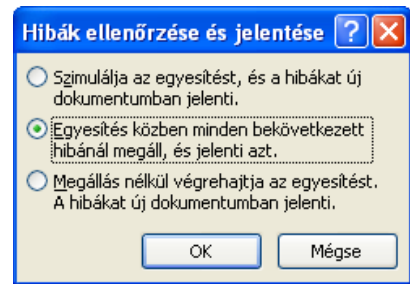 Hibák ellenőrzése és jelentése
Szimulálja az egyesítést, és a hibákat új
dokumentumban jelenti.
Egyesítés közben minden bekövetkezett
hibánál megáll, és jelenti azt.
Megállás nélkül végrehajtja az egyesítést.
A hibákat új dokumentumban jelenti.
OK Mégse